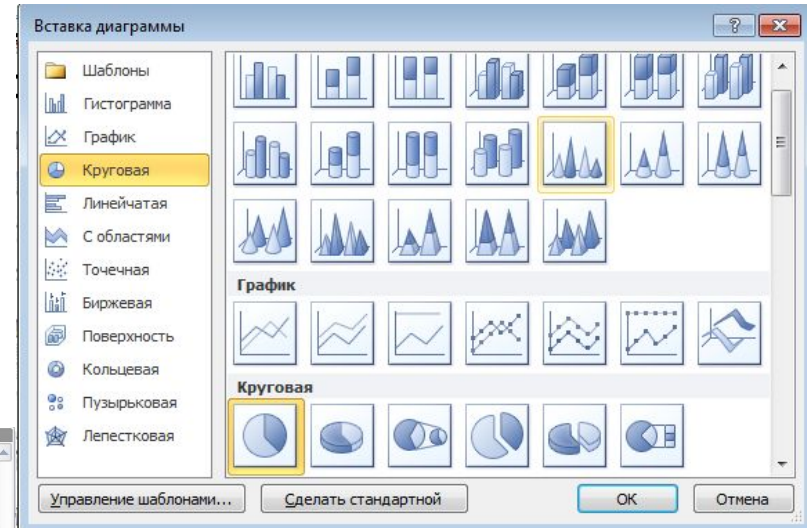 Вставка диаграммы
Шаблоны
Гистограмма
График
Круговая
Линейчатая
С областями
Точечная
Биржевая
Поверхность
Кольцевая
Пузырьковая
Лепестковая
График
Круговая
Управление шаблонами...
Сделать стандартной
ОК
Отмена